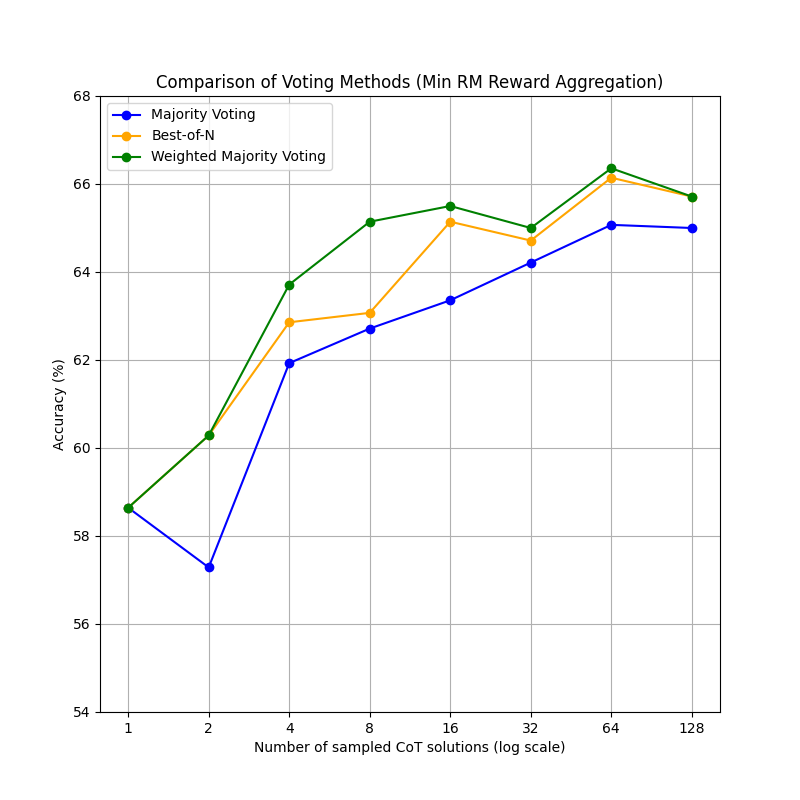 Comparison of Voting Methods (Min RM Reward Aggregation)
Majority Voting
Best-of-N
Weighted Majority Voting
68
66
64
62
60
58
56
54
Accuracy (%)
1 2 4 8 16 32 64 128
Number of sampled CoT solutions (log scale)